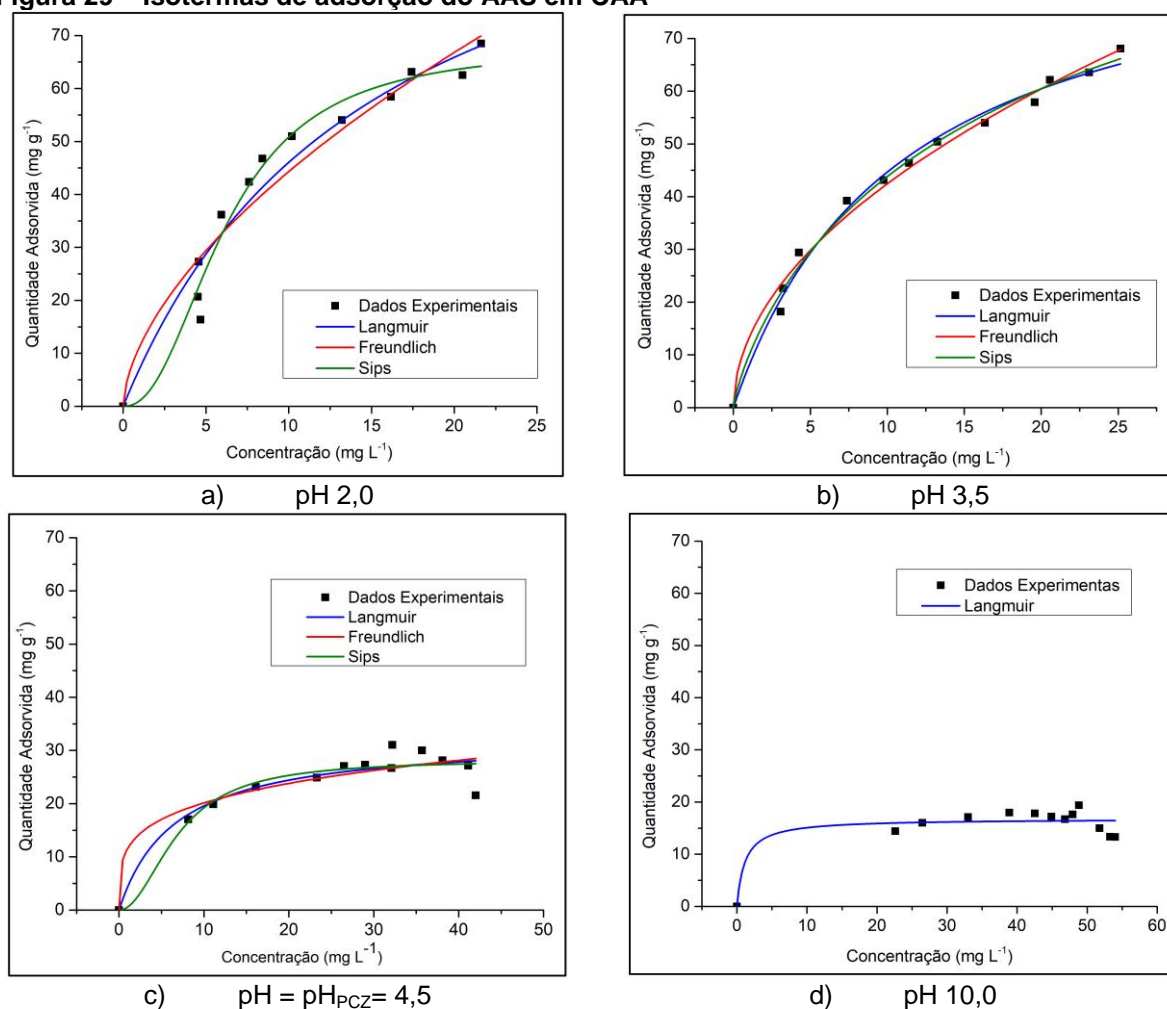 Figura 29 – Isotermas de adsorção do AAS em CAA
70
60
50
40
30
20
10
0
Quantidade Adsorvida (mg g⁻¹)
Dados Experimentais
Langmuir
Freundlich
Sips
0 5 10 15 20 25
Concentração (mg L⁻¹)
a) pH 2,0
70
60
50
40
30
20
10
0
Quantidade Adsorvida (mg g⁻¹)
Dados Experimentais
Langmuir
Freundlich
Sips
0 5 10 15 20 25
Concentração (mg L⁻¹)
b) pH 3,5
70
60
50
40
30
20
10
0
Quantidade Adsorvida (mg g⁻¹)
Dados Experimentais
Langmuir
Freundlich
Sips
0 10 20 30 40 50
Concentração (mg L⁻¹)
c) pH = pH_PCZ= 4,5
70
60
50
40
30
20
10
0
Quantidade Adsorvida (mg g⁻¹)
Dados Experimentas
Langmuir
0 10 20 30 40 50 60
Concentração (mg L⁻¹)
d) pH 10,0